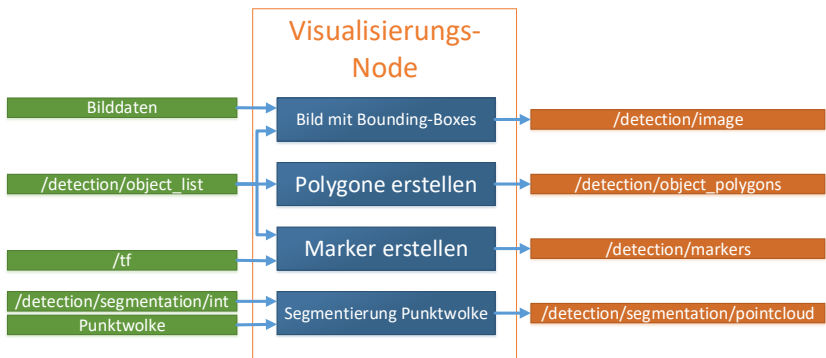 Visualisierungs-
Node
Bilddaten
Bild mit Bounding-Boxes
/detection/image
/detection/object_list
Polygone erstellen
/detection/object_polygons
/tf
Marker erstellen
/detection/markers
/detection/segmentation/int
Punktwolke
Segmentierung Punktwolke
/detection/segmentation/pointcloud